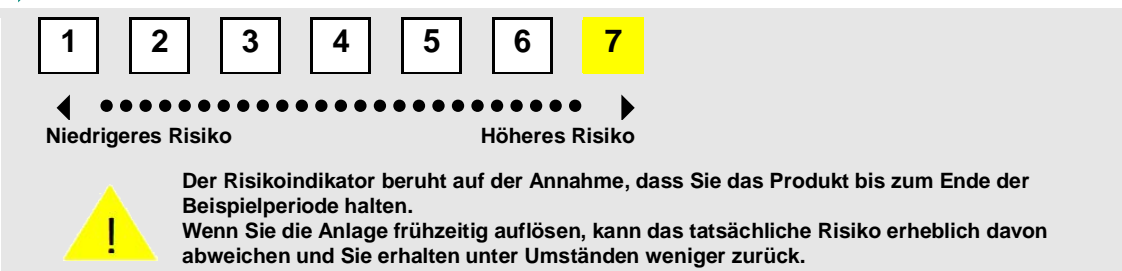 1 2 3 4 5 6 7
Niedrigeres Risiko Höheres Risiko
Der Risikoindikator beruht auf der Annahme, dass Sie das Produkt bis zum Ende der
Beispielperiode halten.
Wenn Sie die Anlage frühzeitig auflösen, kann das tatsächliche Risiko erheblich davon
abweichen und Sie erhalten unter Umständen weniger zurück.
!